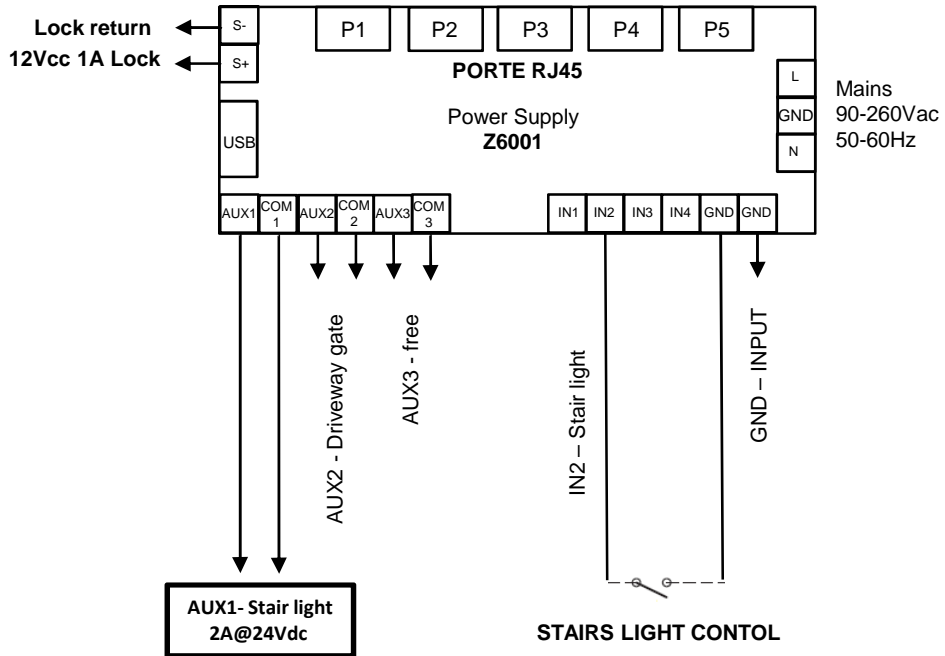 Lock return
12Vcc 1A Lock
S-
S+
USB
P1
P2
P3
P4
P5
PORTE RJ45
Power Supply
Z6001
L
GND
N
Mains
90-260Vac
50-60Hz
AUX1
COM
1
AUX2
COM
2
AUX3
COM
3
IN1
IN2
IN3
IN4
GND
GND
AUX2 - Driveway gate
AUX3 - free
IN2 – Stair light
GND – INPUT
AUX1- Stair light
2A@24Vdc
STAIRS LIGHT CONTOL